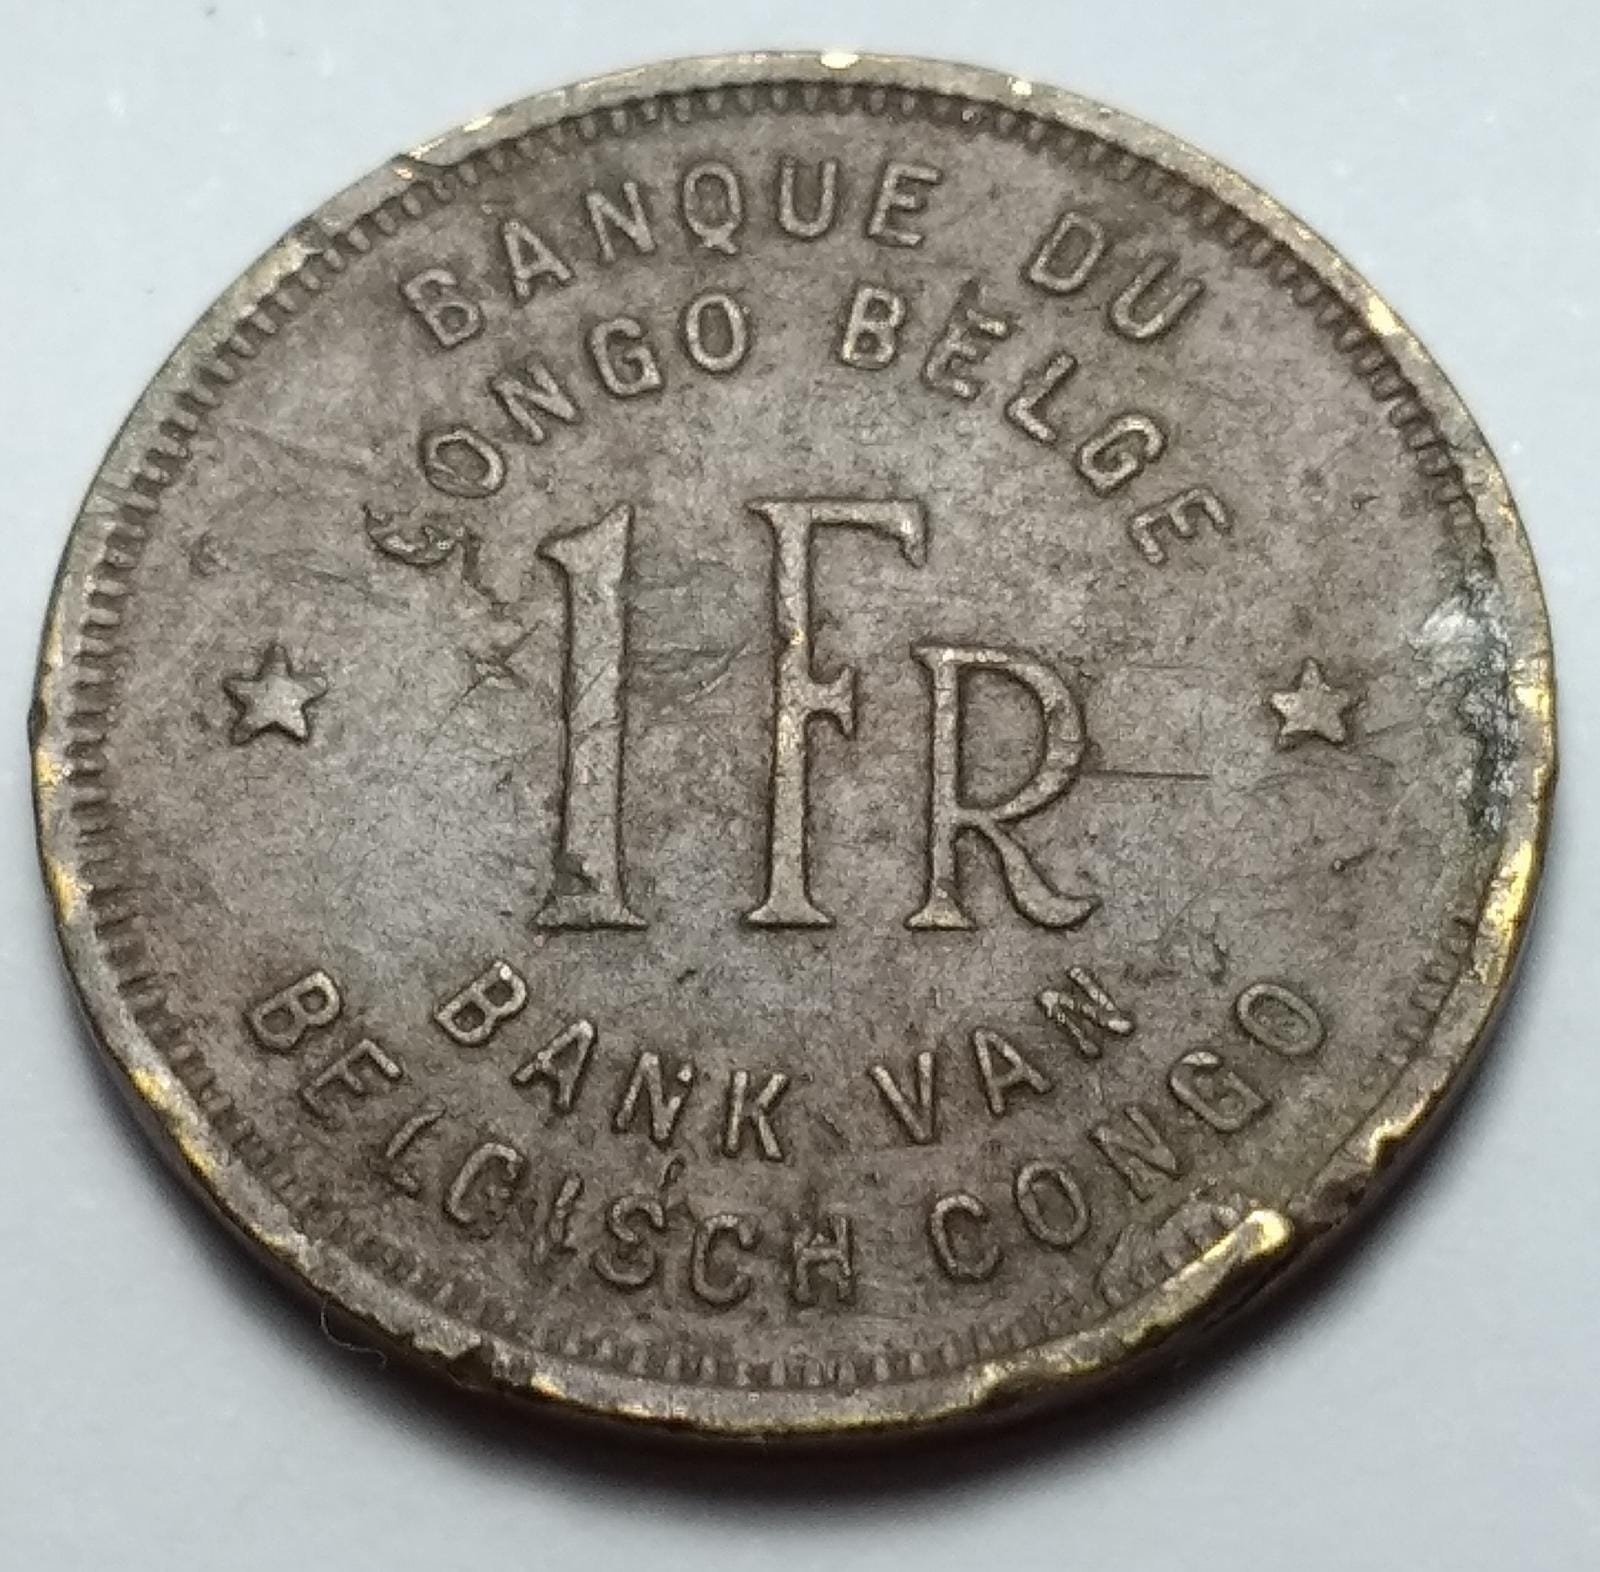 BANQUE DU
CONGO BELGE
1 FR
BANK VAN
BELGISCH CONGO